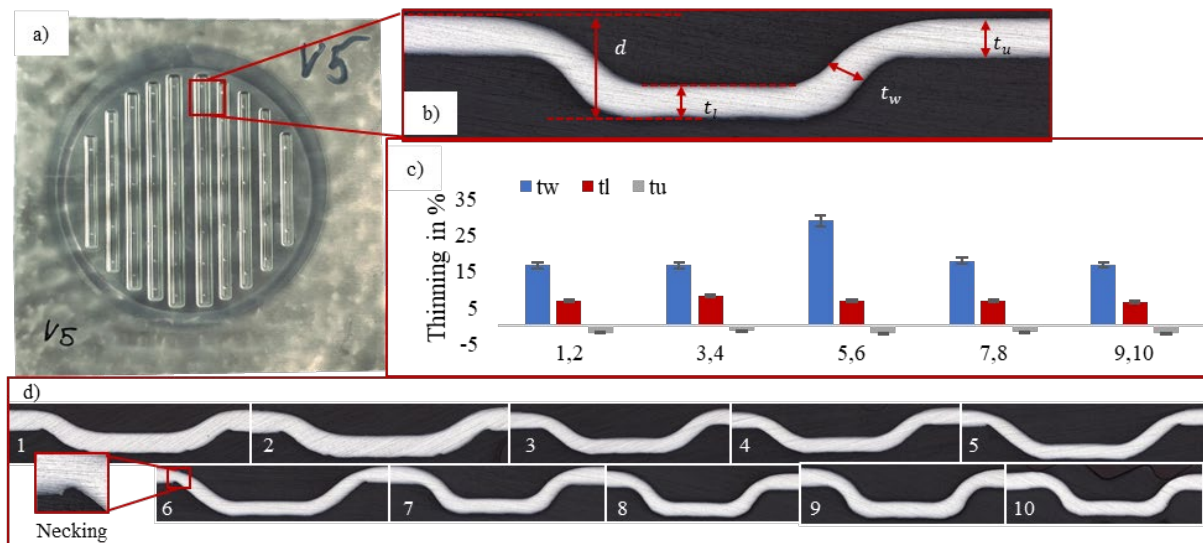 a)
V5
V5
b)
d
t_l
t_w
t_u
c)
tw tl tu
Thinning in %
35
25
15
5
-5
1,2 3,4 5,6 7,8 9,10
d)
1 2 3 4 5
6 7 8 9 10
Necking